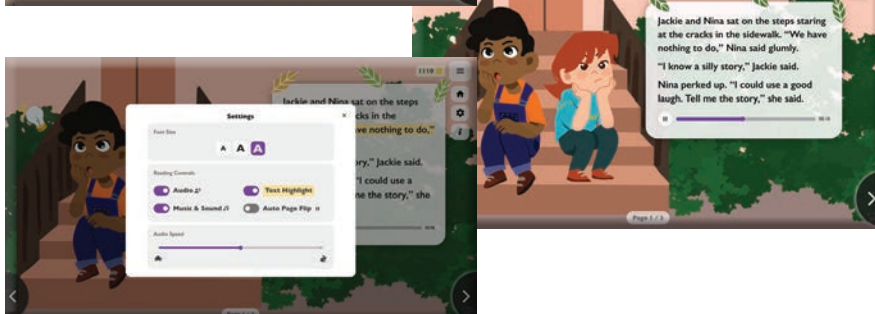 Jackie and Nina sat on the steps staring
at the cracks in the sidewalk. “We have
nothing to do,” Nina said glumly.
“I know a silly story,” Jackie said.
Nina perked up. “I could use a good
laugh. Tell me the story,” she said.
Page 1 / 3
1110
Jackie and Nina sat on the steps
cks in the
ve nothing to do,”
ory,” Jackie said.
“I could use a
me the story,” she
Settings
Font Size
A A A
Reading Controls
Audio
Text Highlight
Music & Sound
Auto Page Flip
Audio Speed